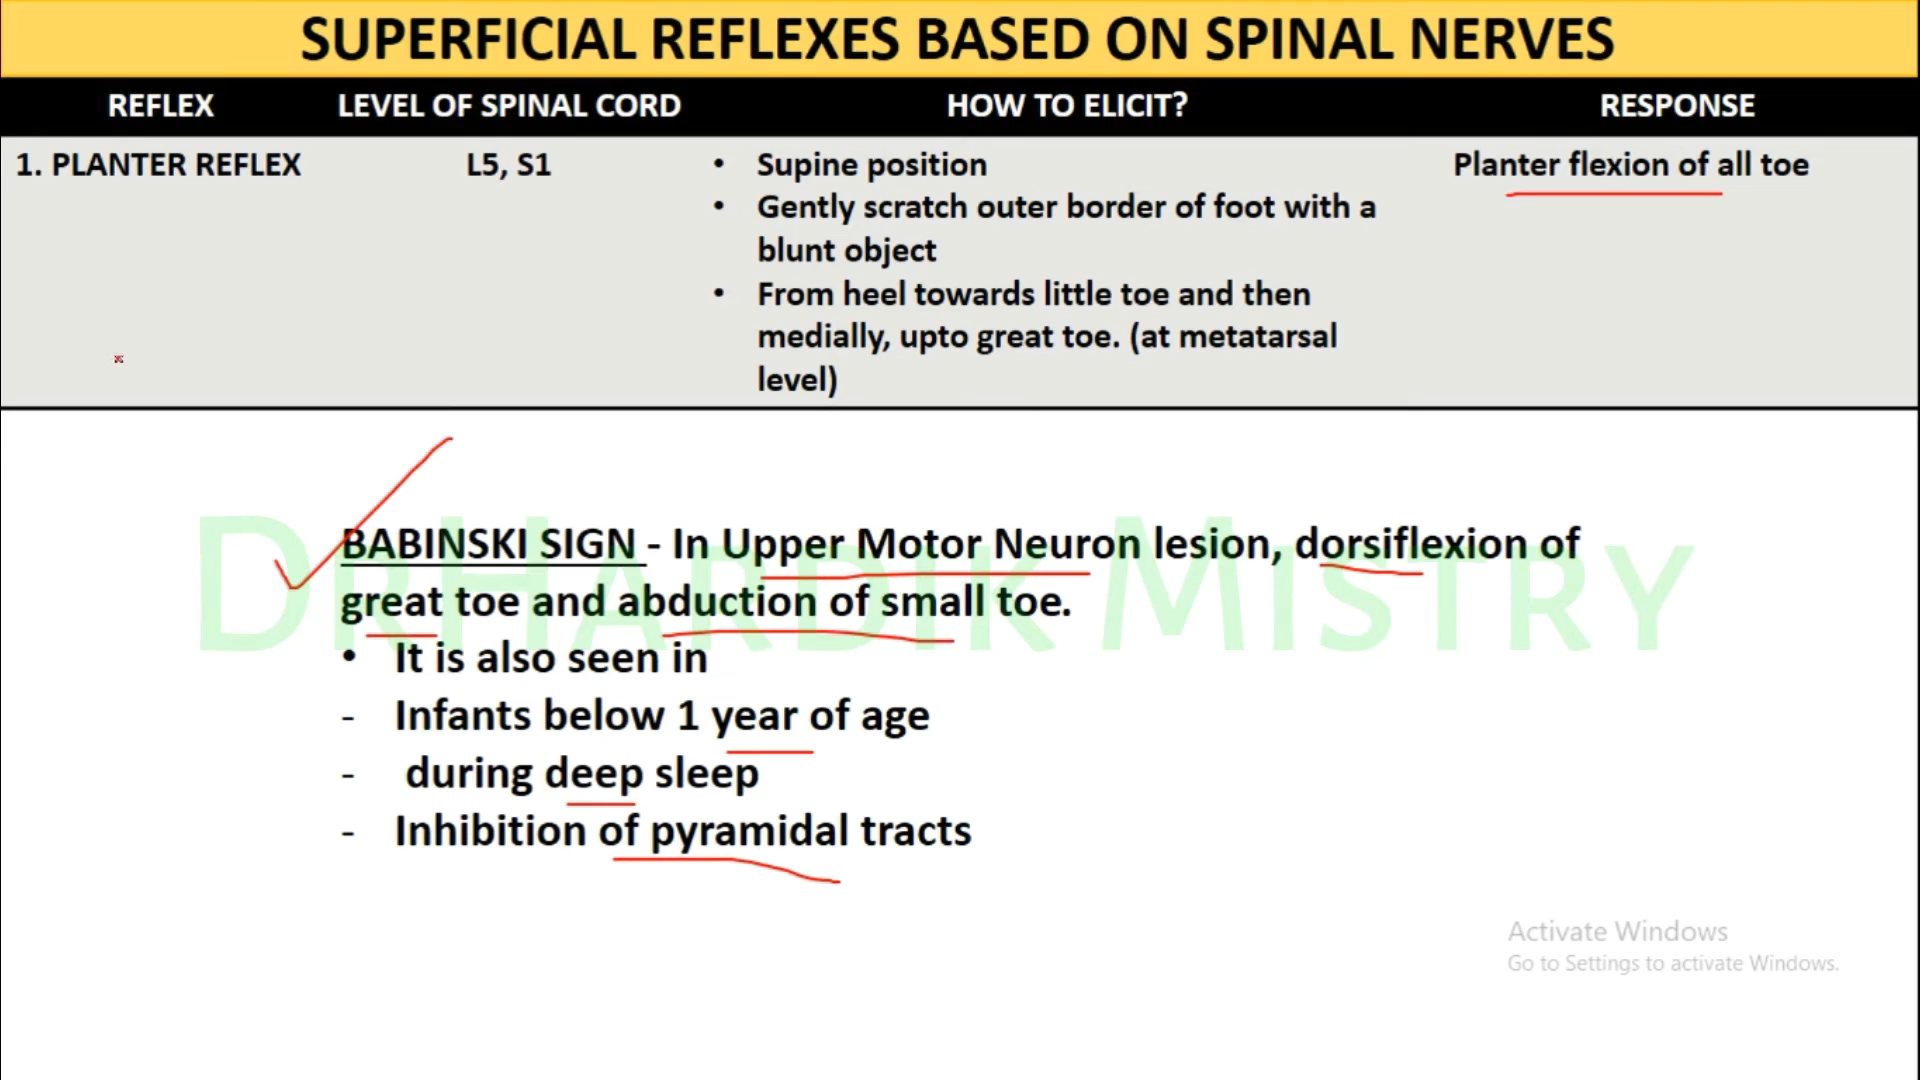 SUPERFICIAL REFLEXES BASED ON SPINAL NERVES
REFLEX LEVEL OF SPINAL CORD HOW TO ELICIT? RESPONSE
1. PLANTER REFLEX L5, S1 • Supine position Planter flexion of all toe
• Gently scratch outer border of foot with a
blunt object
• From heel towards little toe and then
medially, upto great toe. (at metatarsal
level)
DRHARDIK MISTRY
BABINSKI SIGN - In Upper Motor Neuron lesion, dorsiflexion of
great toe and abduction of small toe.
• It is also seen in
- Infants below 1 year of age
- during deep sleep
- Inhibition of pyramidal tracts
Activate Windows
Go to Settings to activate Windows.